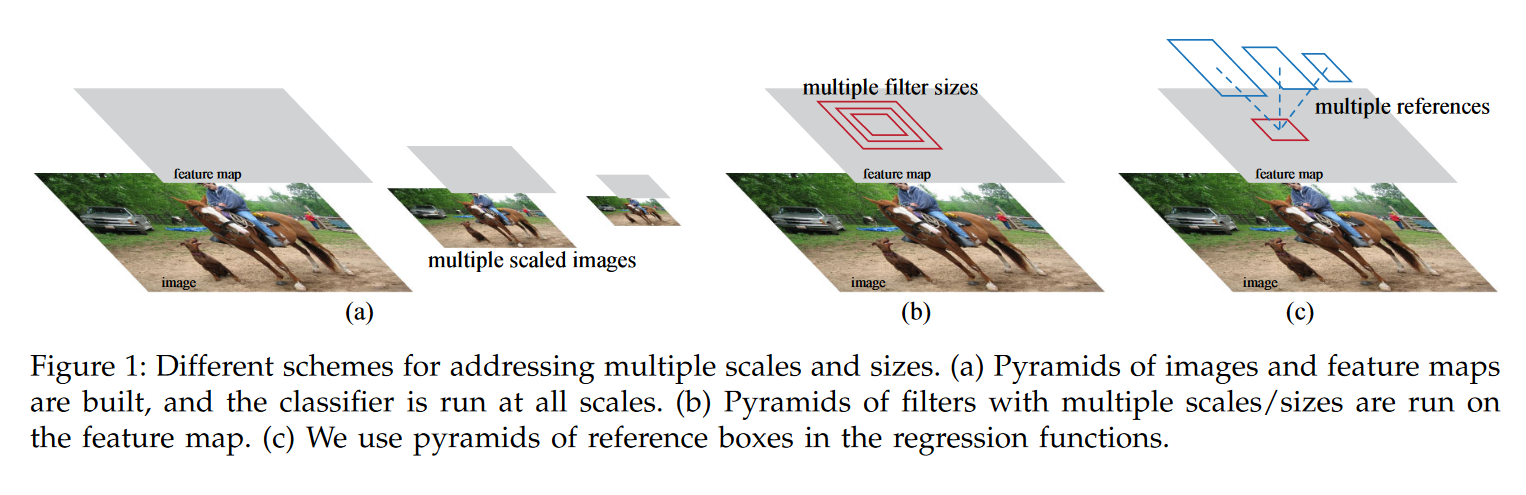 multiple filter sizes
multiple references
feature map
feature map
feature map
multiple scaled images
image
image
image
(a)
(b)
(c)
Figure 1: Different schemes for addressing multiple scales and sizes. (a) Pyramids of images and feature maps
are built, and the classifier is run at all scales. (b) Pyramids of filters with multiple scales/sizes are run on
the feature map. (c) We use pyramids of reference boxes in the regression functions.